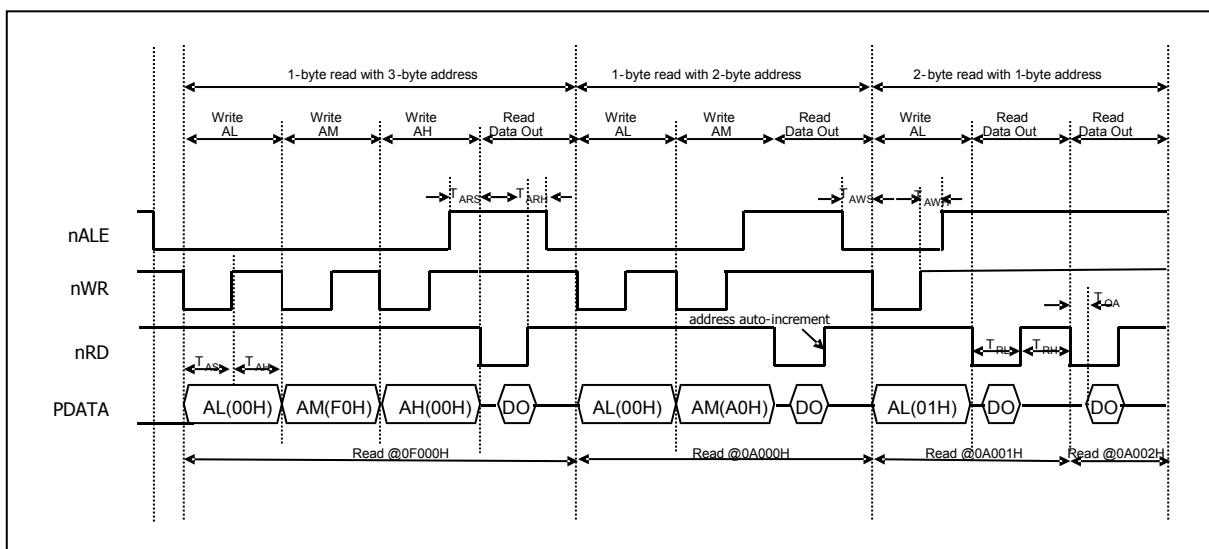 1-byte read with 3-byte address 1-byte read with 2-byte address 2-byte read with 1-byte address
Write Write Write Read Write Write Read Write Read Read
AL AM AH Data Out AL AM Data Out AL Data Out Data Out
TARS TARH TAWS TAWH
nALE
nWR
TOA
address auto-increment
nRD
TAS TAH TRL TRH
PDATA AL(00H) AM(F0H) AH(00H) DO AL(00H) AM(A0H) DO AL(01H) DO DO
Read @0F000H Read @0A000H Read @0A001H Read @0A002H